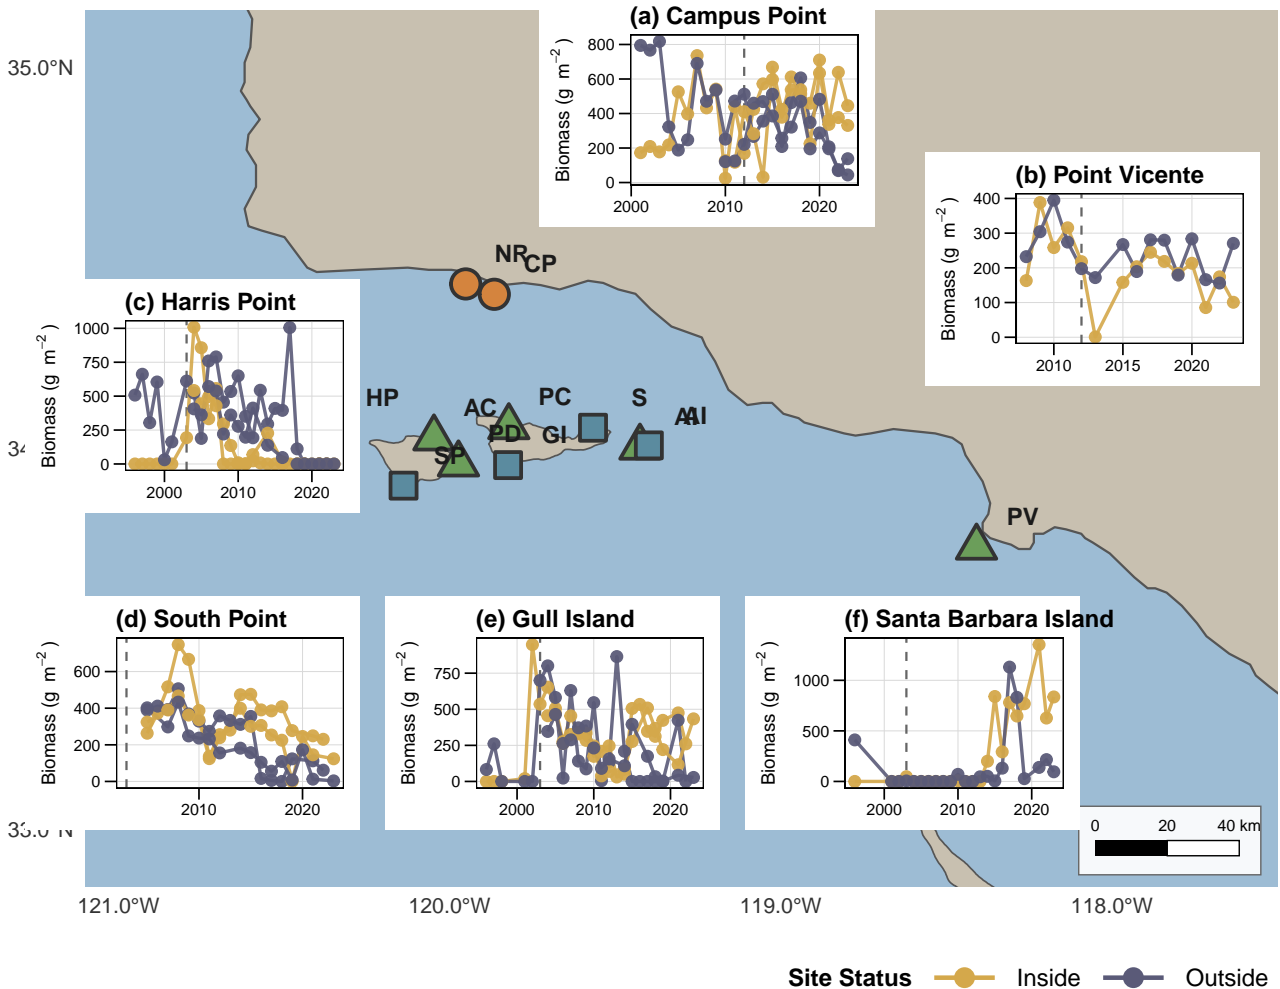 (a) Campus Point
Biomass (g m⁻²)
800
600
400
200
0
2000
2010
2020
35.0°N
(b) Point Vicente
Biomass (g m⁻²)
400
300
200
100
0
2010
2015
2020
NR
CP
(c) Harris Point
Biomass (g m⁻²)
1000
750
500
250
0
2000
2010
2020
HP
AC
PC
S
AI
SP
PD
GI
PV
(d) South Point
Biomass (g m⁻²)
600
400
200
0
2010
2020
(e) Gull Island
Biomass (g m⁻²)
750
500
250
0
2000
2010
2020
(f) Santa Barbara Island
Biomass (g m⁻²)
1000
500
0
2000
2010
2020
33.0°N
0 20 40 km
121.0°W 120.0°W 119.0°W 118.0°W
Site Status Inside Outside